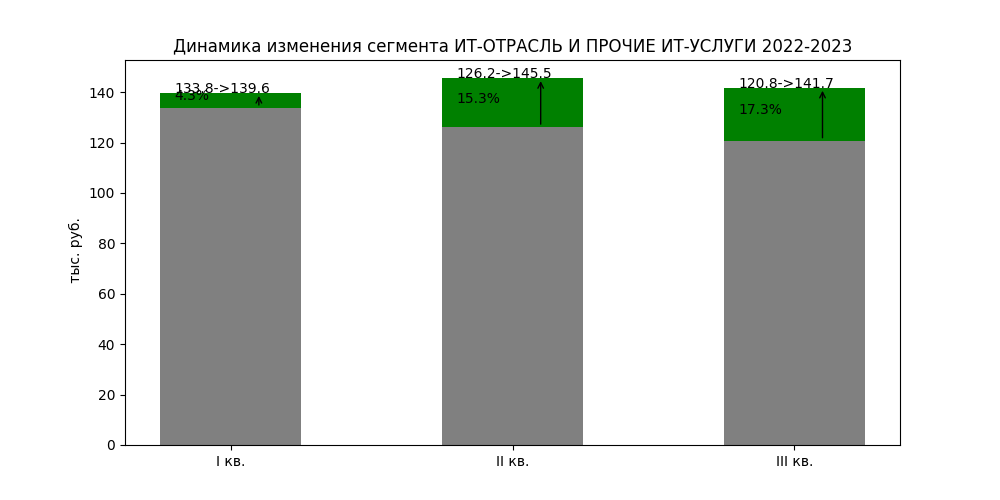 Динамика изменения сегмента ИТ-ОТРАСЛЬ И ПРОЧИЕ ИТ-УСЛУГИ 2022-2023
тыс. руб.
140
120
100
80
60
40
20
0
133.8->139.6
4.3%
126.2->145.5
15.3%
120.8->141.7
17.3%
I кв.
II кв.
III кв.